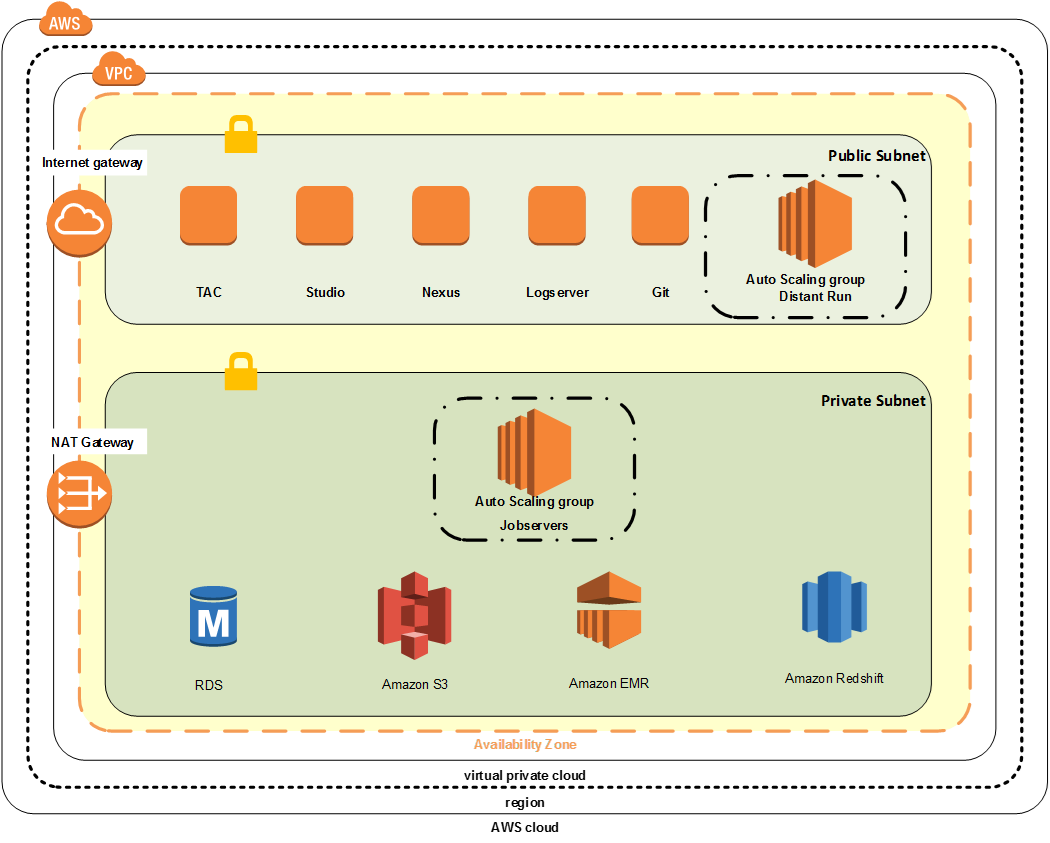 AWS
VPC
Internet gateway
Public Subnet
TAC
Studio
Nexus
Logserver
Git
Auto Scaling group
Distant Run
Private Subnet
NAT Gateway
Auto Scaling group
Jobservers
M
RDS
Amazon S3
Amazon EMR
Amazon Redshift
Availability Zone
virtual private cloud
region
AWS cloud